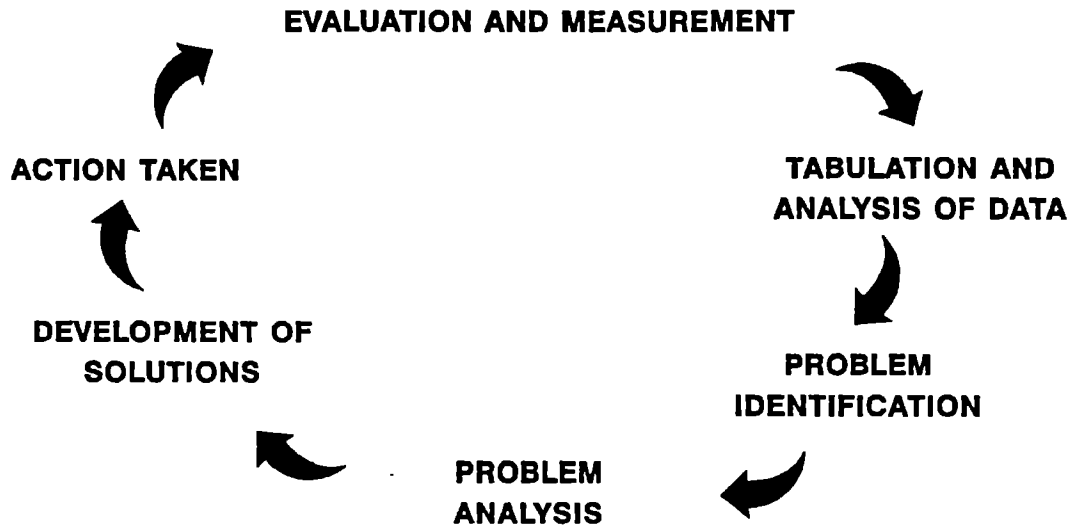 EVALUATION AND MEASUREMENT
TABULATION AND
ANALYSIS OF DATA
PROBLEM
IDENTIFICATION
PROBLEM
ANALYSIS
DEVELOPMENT OF
SOLUTIONS
ACTION TAKEN